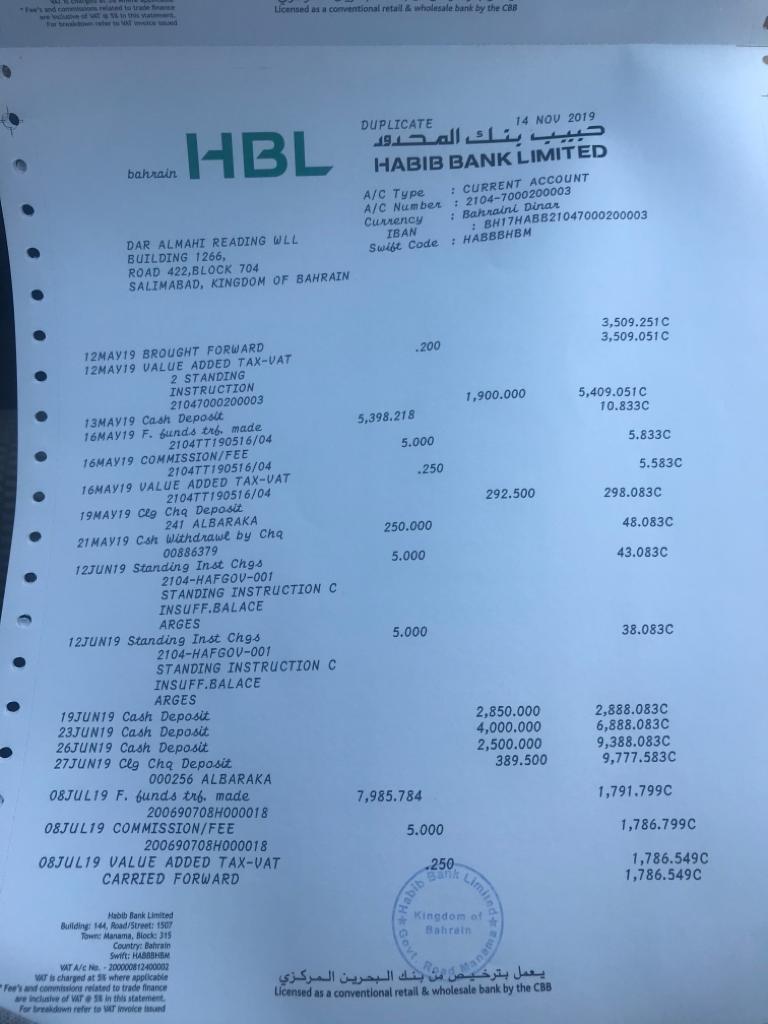 VAT is charged at 5% where applicable
* Fee's and commissions related to trade finance
are inclusive of VAT @ 5% in this statement.
For breakdown refer to VAT invoice issued
Licensed as a conventional retail & wholesale bank by the CBB
DUPLICATE 14 NOV 2019
bahrain HBL
حبيب بنك المحدود
HABIB BANK LIMITED
A/C Type : CURRENT ACCOUNT
A/C Number : 2104-7000200003
Currency : Bahraini Dinar
IBAN : BH17HABB21047000200003
Swift Code : HABBBHBM
DAR ALMAHI READING WLL
BUILDING 1266,
ROAD 422,BLOCK 704
SALIMABAD, KINGDOM OF BAHRAIN
12MAY19 BROUGHT FORWARD 3,509.251C
12MAY19 VALUE ADDED TAX-VAT .200 3,509.051C
2 STANDING
INSTRUCTION
21047000200003
13MAY19 Cash Deposit 1,900.000 5,409.051C
16MAY19 F. funds trf. made 5,398.218 10.833C
2104TT190516/04
16MAY19 COMMISSION/FEE 5.000 5.833C
2104TT190516/04
16MAY19 VALUE ADDED TAX-VAT .250 5.583C
2104TT190516/04
19MAY19 Clg Chq Deposit 292.500 298.083C
241 ALBARAKA
21MAY19 Csh Withdrawl by Chq 250.000 48.083C
00886379
12JUN19 Standing Inst Chgs 5.000 43.083C
2104-HAFGOV-001
STANDING INSTRUCTION C
INSUFF.BALACE
ARGES
12JUN19 Standing Inst Chgs 5.000 38.083C
2104-HAFGOV-001
STANDING INSTRUCTION C
INSUFF.BALACE
ARGES
19JUN19 Cash Deposit 2,850.000 2,888.083C
23JUN19 Cash Deposit 4,000.000 6,888.083C
26JUN19 Cash Deposit 2,500.000 9,388.083C
27JUN19 Clg Chq Deposit 389.500 9,777.583C
000256 ALBARAKA
08JUL19 F. funds trf. made 7,985.784 1,791.799C
200690708H000018
08JUL19 COMMISSION/FEE 5.000 1,786.799C
200690708H000018
08JUL19 VALUE ADDED TAX-VAT .250 1,786.549C
CARRIED FORWARD 1,786.549C
Habib Bank Limited
Kingdom of
Bahrain
Govt. Road Manama
Habib Bank Limited
Building: 144, Road/Street: 1507
Town: Manama, Block: 315
Country: Bahrain
Swift: HABBBHBM
VAT A/c No. - 200000812400002
VAT is charged at 5% where applicable
* Fee's and commissions related to trade finance
are inclusive of VAT @ 5% in this statement.
For breakdown refer to VAT invoice issued
يعمل بترخيص من بنك البحرين المركزي
Licensed as a conventional retail & wholesale bank by the CBB